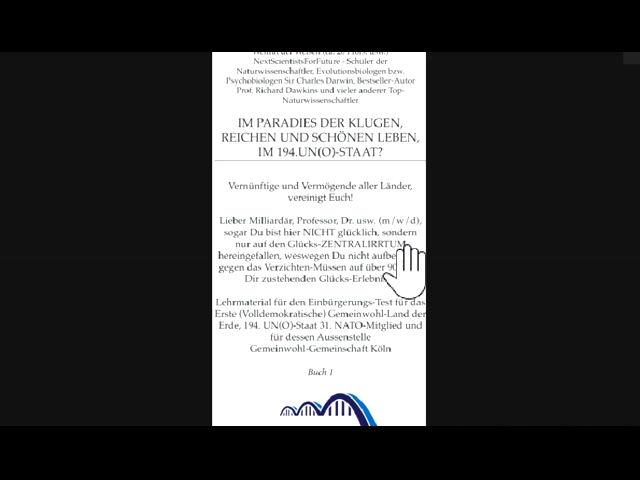 NextScientistsForFuture - Schüler der
Naturwissenschaftler, Evolutionsbiologen bzw.
Psychobiologen Sir Charles Darwin, Bestseller-Autor
Prof. Richard Dawkins und vieler anderer Top-
Naturwissenschaftler
IM PARADIES DER KLUGEN,
REICHEN UND SCHÖNEN LEBEN,
IM 194.UN(O)-STAAT?
Vernünftige und Vermögende aller Länder,
vereinigt Euch!
Lieber Milliardär, Professor, Dr. usw. (m/w/d),
sogar Du bist hier NICHT glücklich, sondern
nur auf den Glücks-ZENTRALIRRTUM
hereingefallen, weswegen Du nicht
gegen das Verzichten-Müssen auf über
Dir zustehenden
Lehrmaterial für den Einbürgerungs-Test für das
Erste (Volldemokratische) Gemeinwohl-Land der
Erde, 194. UN(O)-Staat 31. NATO-Mitglied und
für dessen Aussenstelle
Gemeinwohl-Gemeinschaft Köln
Buch 1